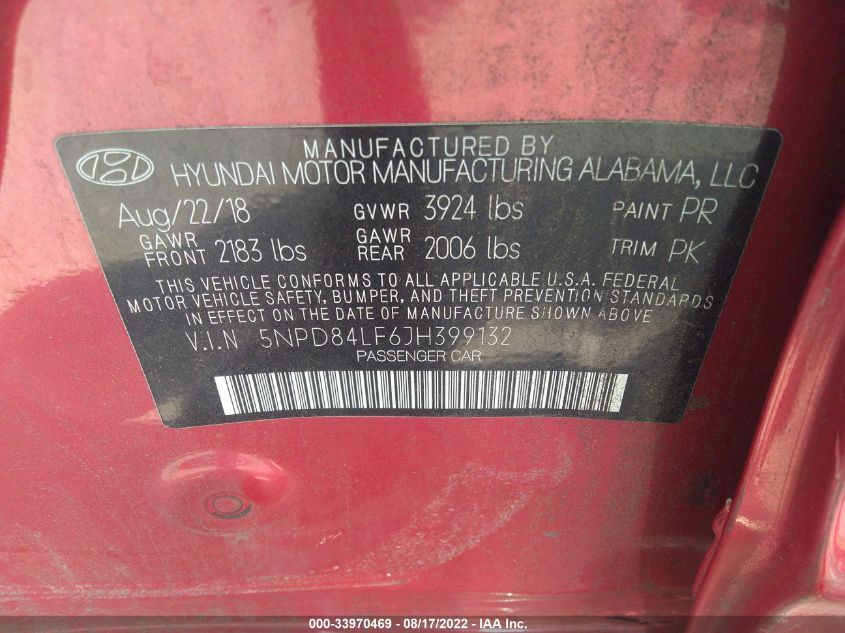 MANUFACTURED BY
HYUNDAI MOTOR MANUFACTURING ALABAMA, LLC
Aug/22/18 GVWR 3924 lbs PAINT PR
GAWR FRONT 2183 lbs GAWR REAR 2006 lbs TRIM PK
THIS VEHICLE CONFORMS TO ALL APPLICABLE U.S.A. FEDERAL
MOTOR VEHICLE SAFETY, BUMPER, AND THEFT PREVENTION STANDARDS
IN EFFECT ON THE DATE OF MANUFACTURE SHOWN ABOVE
V.I.N 5NPD84LF6JH399132
PASSENGER CAR
000-33970469 - 08/17/2022 - IAA Inc.